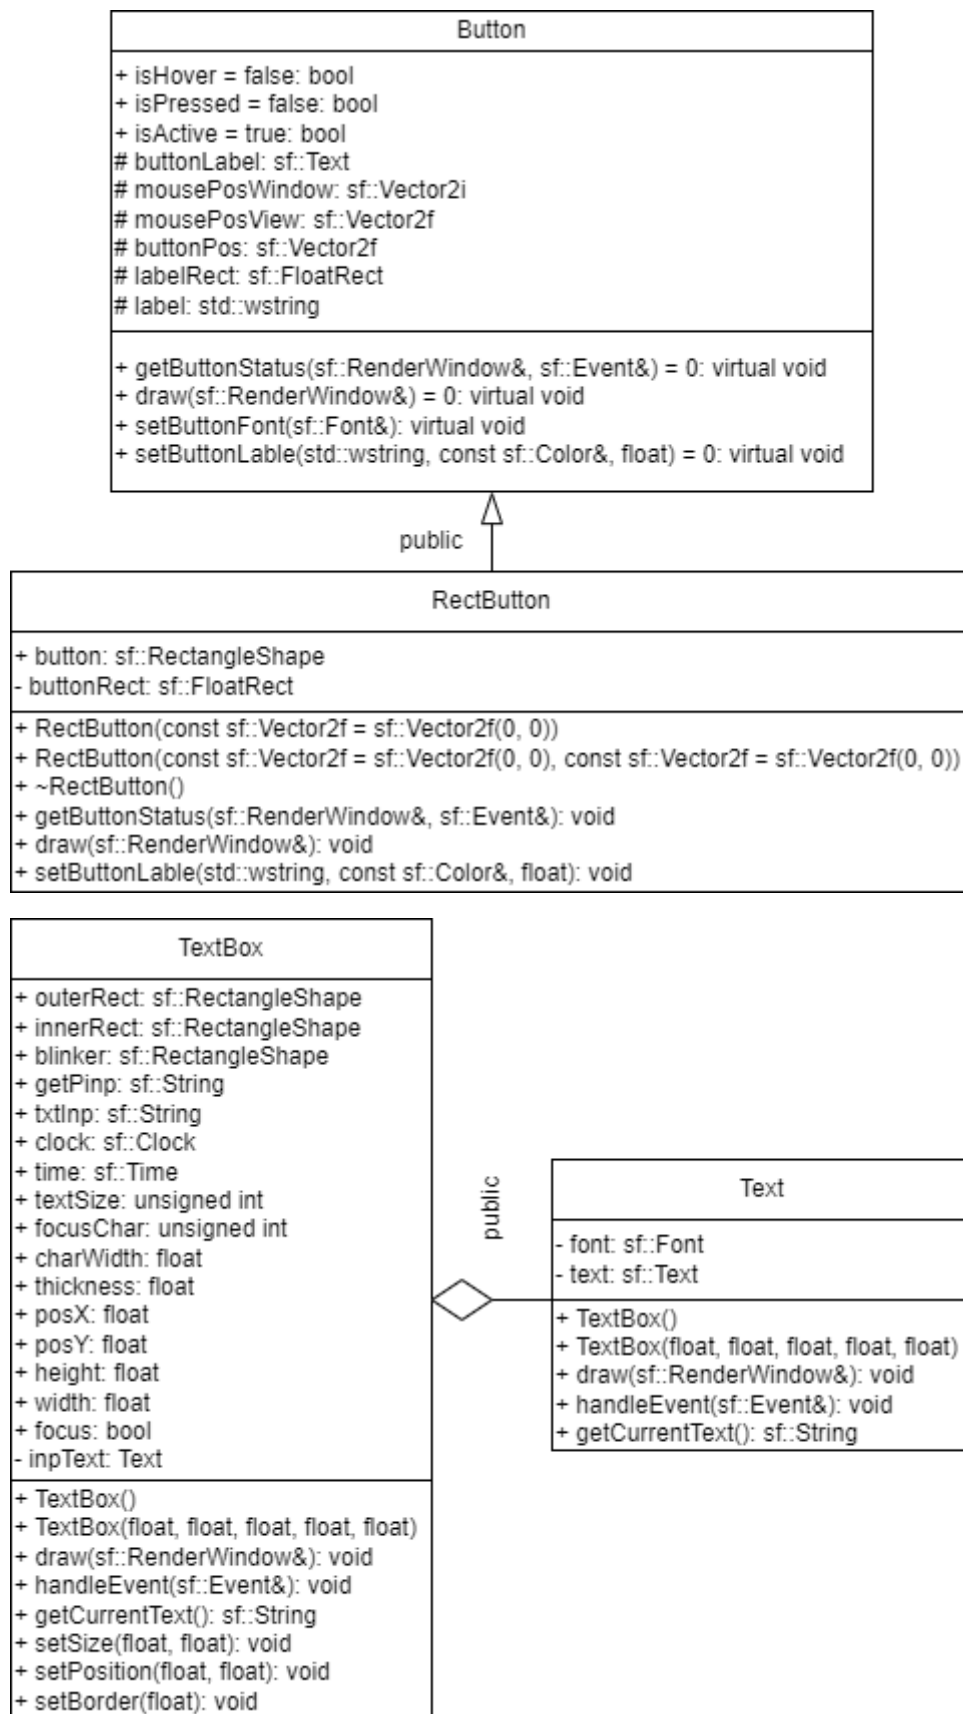 Button
+ isHover = false: bool
+ isPressed = false: bool
+ isActive = true: bool
# buttonLabel: sf::Text
# mousePosWindow: sf::Vector2i
# mousePosView: sf::Vector2f
# buttonPos: sf::Vector2f
# labelRect: sf::FloatRect
# label: std::wstring
+ getButtonStatus(sf::RenderWindow&, sf::Event&) = 0: virtual void
+ draw(sf::RenderWindow&) = 0: virtual void
+ setButtonFont(sf::Font&): virtual void
+ setButtonLable(std::wstring, const sf::Color&, float) = 0: virtual void
public
RectButton
+ button: sf::RectangleShape
- buttonRect: sf::FloatRect
+ RectButton(const sf::Vector2f = sf::Vector2f(0, 0))
+ RectButton(const sf::Vector2f = sf::Vector2f(0, 0), const sf::Vector2f = sf::Vector2f(0, 0))
+ ~RectButton()
+ getButtonStatus(sf::RenderWindow&, sf::Event&): void
+ draw(sf::RenderWindow&): void
+ setButtonLable(std::wstring, const sf::Color&, float): void
TextBox
+ outerRect: sf::RectangleShape
+ innerRect: sf::RectangleShape
+ blinker: sf::RectangleShape
+ getPinp: sf::String
+ txtInp: sf::String
+ clock: sf::Clock
+ time: sf::Time
+ textSize: unsigned int
+ focusChar: unsigned int
+ charWidth: float
+ thickness: float
+ posX: float
+ posY: float
+ height: float
+ width: float
+ focus: bool
- inpText: Text
+ TextBox()
+ TextBox(float, float, float, float, float)
+ draw(sf::RenderWindow&): void
+ handleEvent(sf::Event&): void
+ getCurrentText(): sf::String
+ setSize(float, float): void
+ setPosition(float, float): void
+ setBorder(float): void
public
Text
- font: sf::Font
- text: sf::Text
+ TextBox()
+ TextBox(float, float, float, float, float)
+ draw(sf::RenderWindow&): void
+ handleEvent(sf::Event&): void
+ getCurrentText(): sf::String